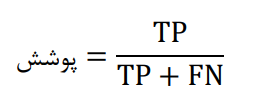 پوشش = TP / (TP + FN)